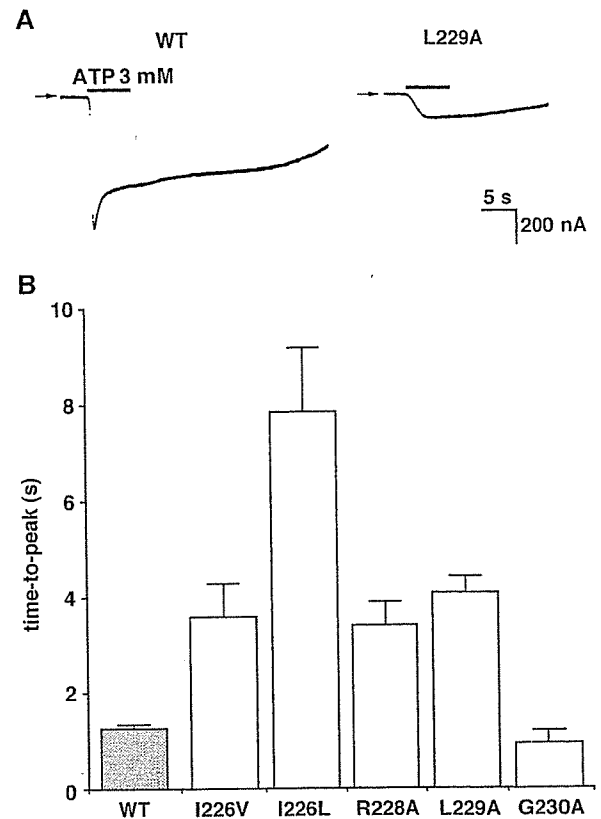 A
WT
L229A
ATP 3 mM
5 s
200 nA
B
10
8
6
4
2
0
time-to-peak (s)
WT I226V I226L R228A L229A G230A